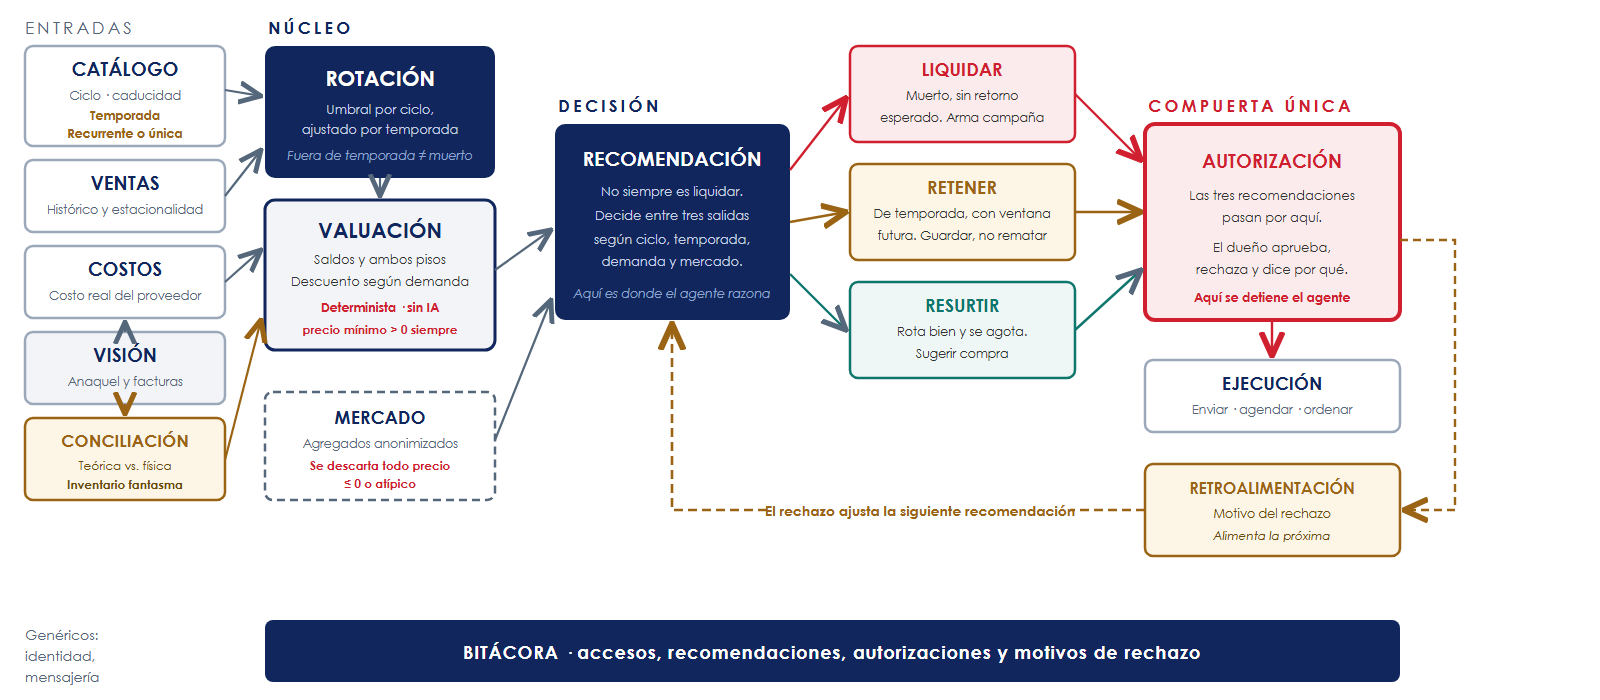 ENTRADAS
CATÁLOGO
Ciclo · caducidad
Temporada
Recurrente o única
VENTAS
Histórico y estacionalidad
COSTOS
Costo real del proveedor
VISIÓN
Anaquel y facturas
CONCILIACIÓN
Teórica vs. física
Inventario fantasma
NÚCLEO
ROTACIÓN
Umbral por ciclo,
ajustado por temporada
Fuera de temporada ≠ muerto
VALUACIÓN
Saldos y ambos pisos
Descuento según demanda
Determinista · sin IA
precio mínimo > 0 siempre
MERCADO
Agregados anonimizados
Se descarta todo precio
≤ 0 o atípico
DECISIÓN
RECOMENDACIÓN
No siempre es liquidar.
Decide entre tres salidas
según ciclo, temporada,
demanda y mercado.
Aquí es donde el agente razona
LIQUIDAR
Muerto, sin retorno
esperado. Arma campaña
RETENER
De temporada, con ventana
futura. Guardar, no rematar
RESURTIR
Rota bien y se agota.
Sugerir compra
COMPUERTA ÚNICA
AUTORIZACIÓN
Las tres recomendaciones
pasan por aquí.
El dueño aprueba,
rechaza y dice por qué.
Aquí se detiene el agente
EJECUCIÓN
Enviar · agendar · ordenar
RETROALIMENTACIÓN
Motivo del rechazo
Alimenta la próxima
El rechazo ajusta la siguiente recomendación
Genéricos:
identidad,
mensajería
BITÁCORA · accesos, recomendaciones, autorizaciones y motivos de rechazo